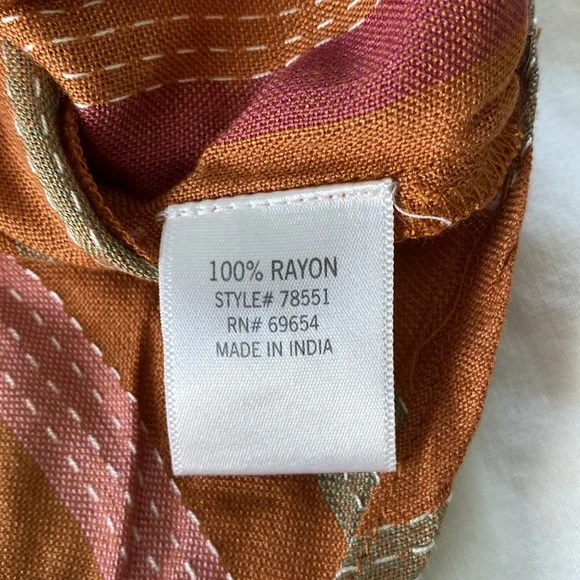 100% RAYON
STYLE# 78551
RN# 69654
MADE IN INDIA